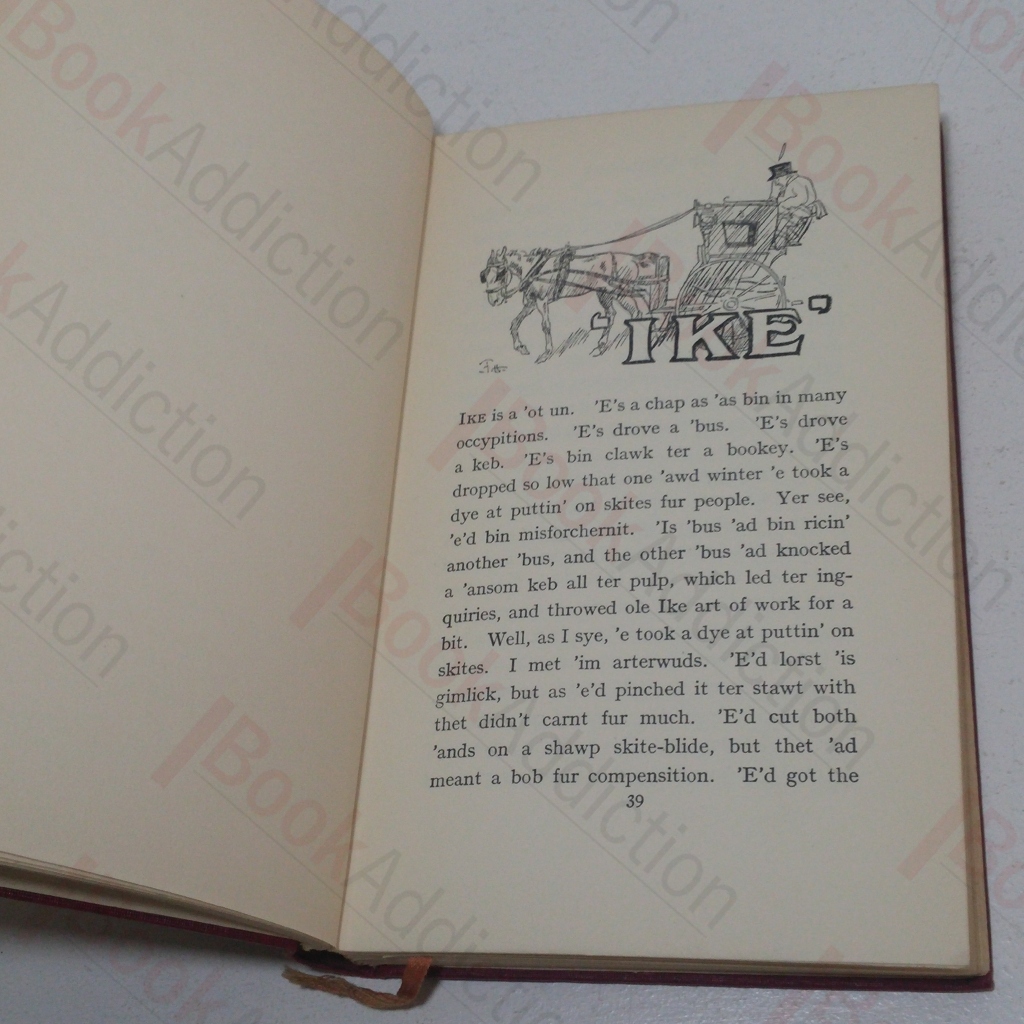 'IKE'
IKE is a 'ot un. 'E's a chap as 'as bin in many
occypitions. 'E's drove a 'bus. 'E's drove
a keb. 'E's bin clawk ter a bookey. 'E's
dropped so low that one 'awd winter 'e took a
dye at puttin' on skites fur people. Yer see,
'e'd bin misforchernit. 'Is 'bus 'ad bin ricin'
another 'bus, and the other 'bus 'ad knocked
a 'ansom keb all ter pulp, which led ter ing-
quiries, and throwed ole Ike art of work for a
bit. Well, as I sye, 'e took a dye at puttin' on
skites. I met 'im arterwuds. 'E'd lorst 'is
gimlick, but as 'e'd pinched it ter stawt with
thet didn't carnt fur much. 'E'd cut both
'ands on a shawp skite-blide, but thet 'ad
meant a bob fur compensition. 'E'd got the
39
BookAddiction